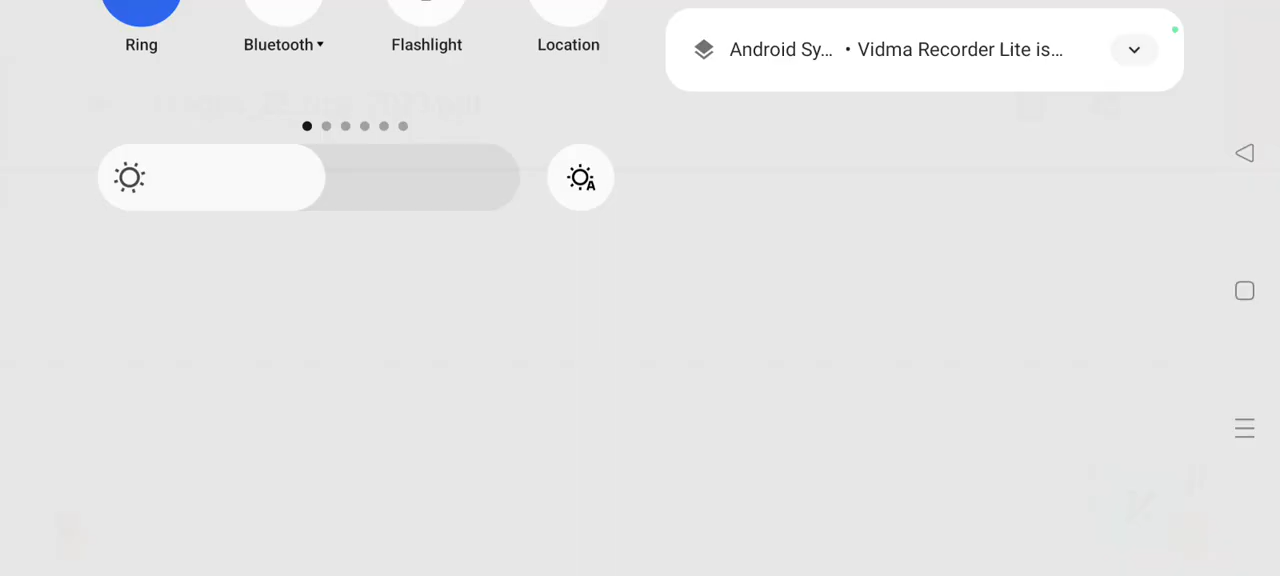 Ring
Bluetooth
Flashlight
Location
Android Sy... • Vidma Recorder Lite is...
A